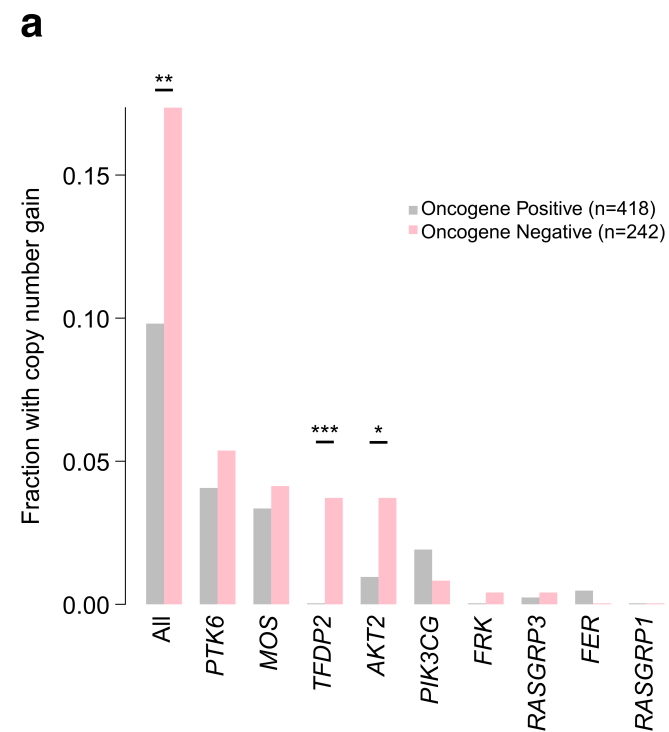 a
**
0.15
Oncogene Positive (n=418)
Oncogene Negative (n=242)
Fraction with copy number gain
0.10
***
*
0.05
0.00
All
PTK6
MOS
TFDP2
AKT2
PIK3CG
FRK
RASGRP3
FER
RASGRP1